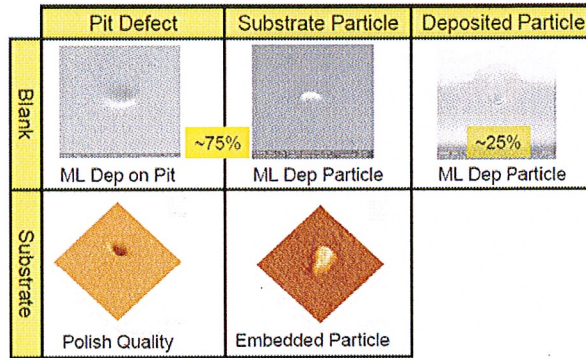 Pit Defect Substrate Particle Deposited Particle
Blank
~75% ~25%
ML Dep on Pit ML Dep Particle ML Dep Particle
Substrate
Polish Quality Embedded Particle